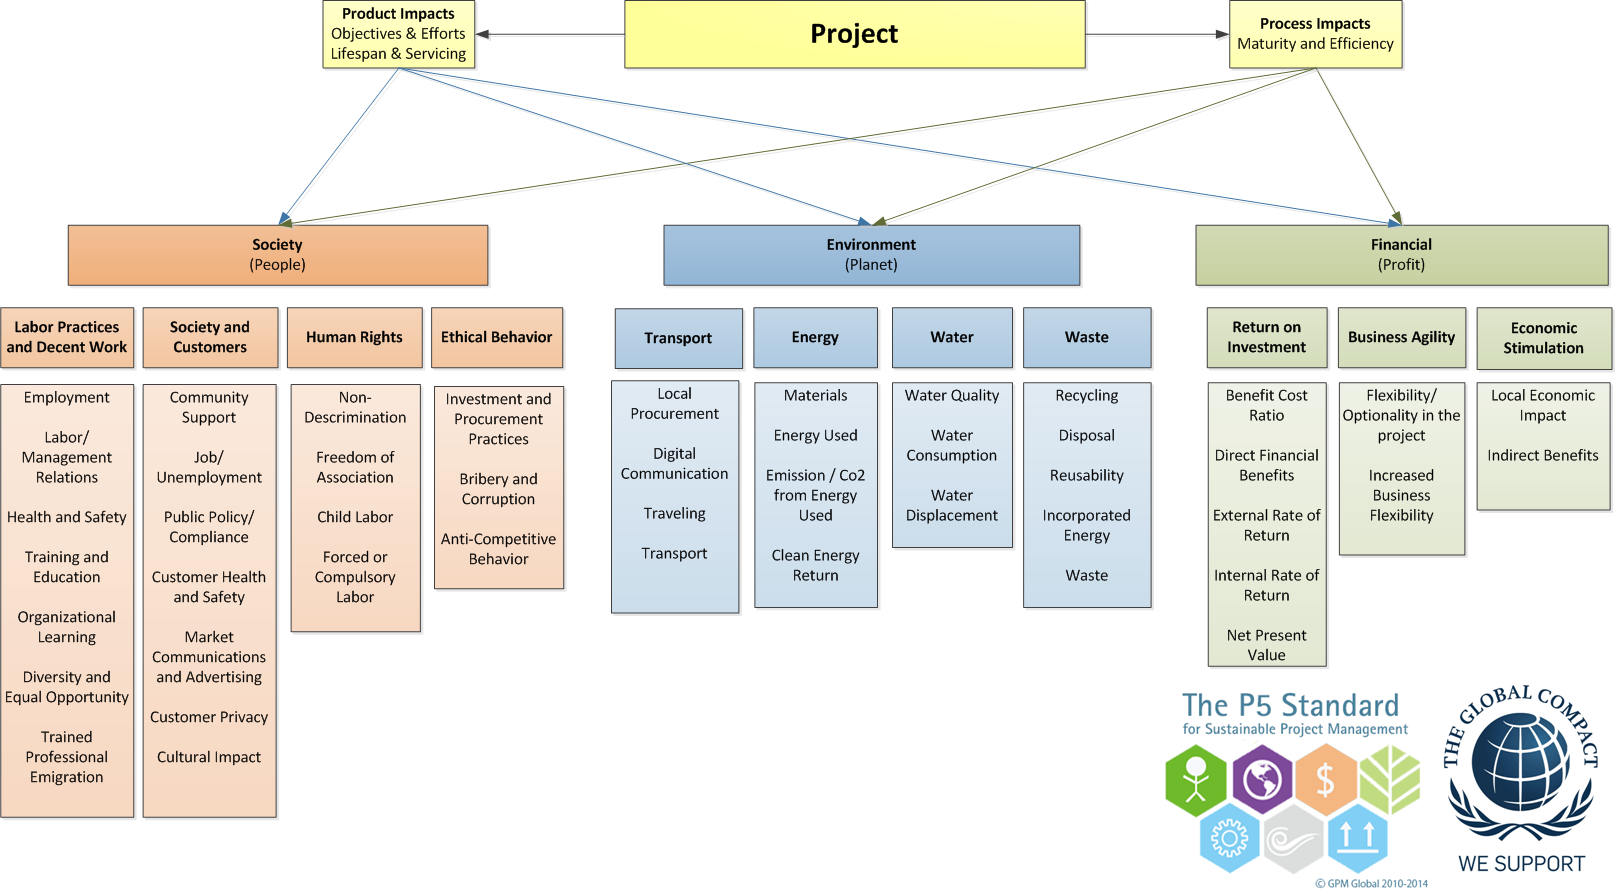 Product Impacts
Objectives & Efforts
Lifespan & Servicing
Project
Process Impacts
Maturity and Efficiency
Society
(People)
Environment
(Planet)
Financial
(Profit)
Labor Practices
and Decent Work
Society and
Customers
Human Rights
Ethical Behavior
Transport
Energy
Water
Waste
Return on
Investment
Business Agility
Economic
Stimulation
Employment
Labor/
Management
Relations
Health and Safety
Training and
Education
Organizational
Learning
Diversity and
Equal Opportunity
Trained
Professional
Emigration
Community
Support
Job/
Unemployment
Public Policy/
Compliance
Customer Health
and Safety
Market
Communications
and Advertising
Customer Privacy
Cultural Impact
Non-
Descrimination
Freedom of
Association
Child Labor
Forced or
Compulsory
Labor
Investment and
Procurement
Practices
Bribery and
Corruption
Anti-Competitive
Behavior
Local
Procurement
Digital
Communication
Traveling
Transport
Materials
Energy Used
Emission / Co2
from Energy
Used
Clean Energy
Return
Water Quality
Water
Consumption
Water
Displacement
Recycling
Disposal
Reusability
Incorporated
Energy
Waste
Benefit Cost
Ratio
Direct Financial
Benefits
External Rate of
Return
Internal Rate of
Return
Net Present
Value
Flexibility/
Optionality in the
project
Increased
Business
Flexibility
Local Economic
Impact
Indirect Benefits
The P5 Standard
for Sustainable Project Management
$
© GPM Global 2010-2014
THE GLOBAL COMPACT
WE SUPPORT